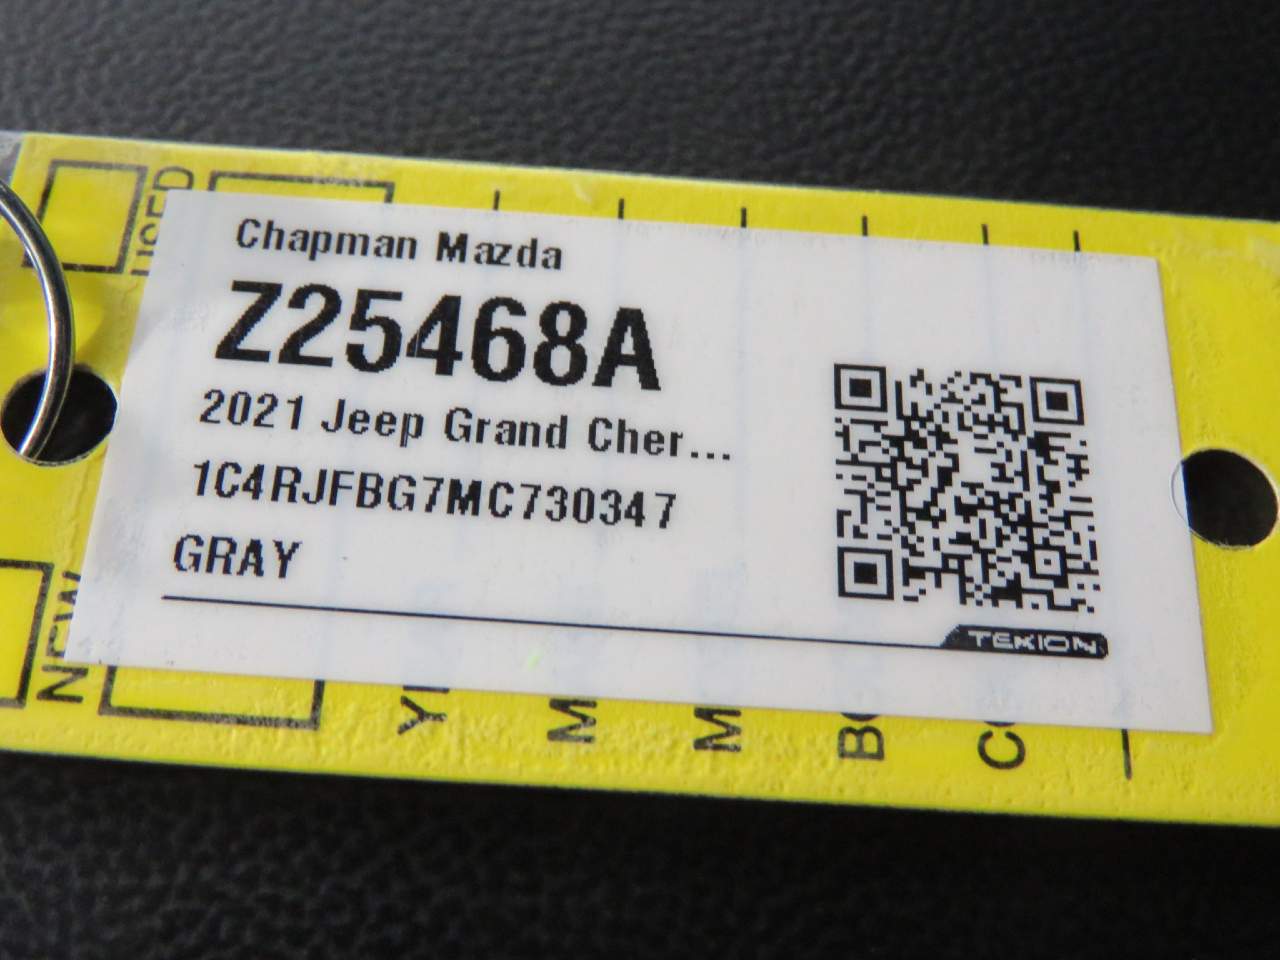 USED
Chapman Mazda
Z25468A
2021 Jeep Grand Cher...
1C4RJFBG7MC730347
GRAY
TEKION
NEW